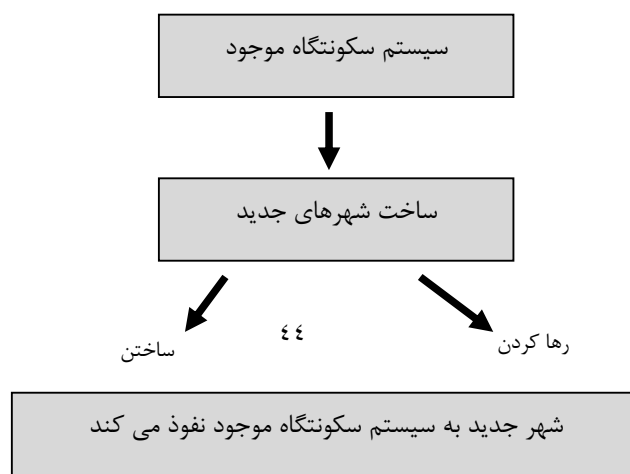 سیستم سکونتگاه موجود
ساخت شهرهای جدید
رها کردن
٤٤
ساختن
شهر جدید به سیستم سکونتگاه موجود نفوذ می کند